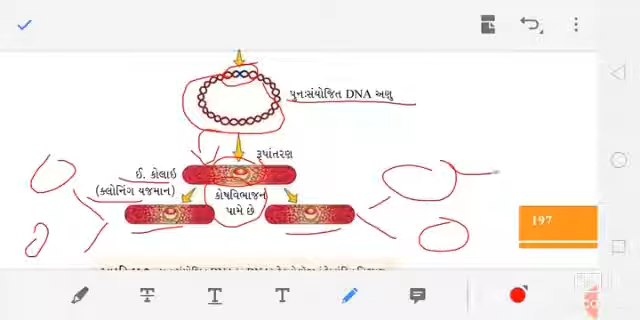 પુનઃસંયોજિત DNA અણુ
રૂપાંતરણ
ઈ. કોલાઇ
(ક્લોનિંગ યજમાન)
કોષવિભાજન
પામે છે
197